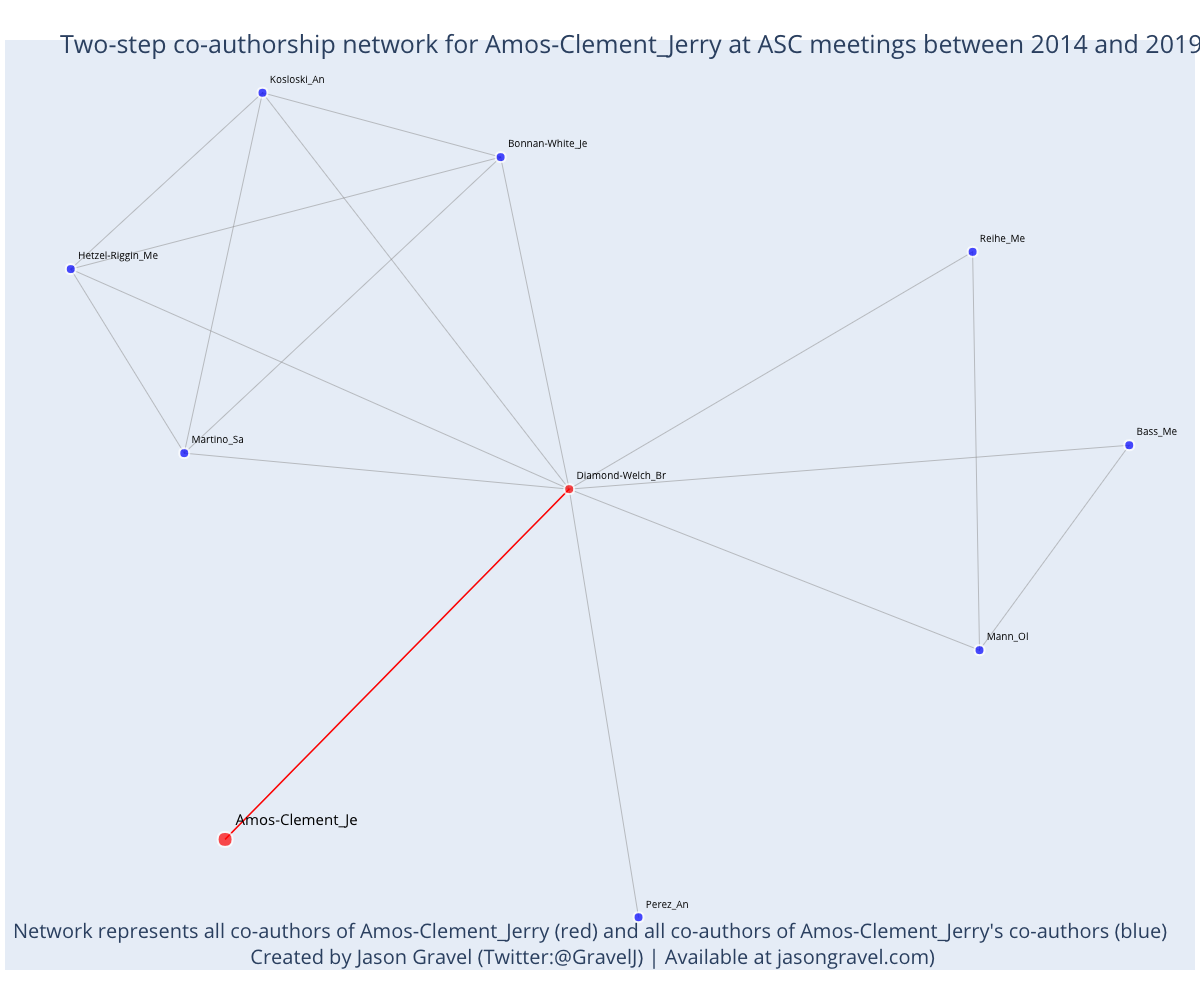 Two-step co-authorship network for Amos-Clement_Jerry at ASC meetings between 2014 and 2019
Kosloski_An
Bonnan-White_Je
Reihe_Me
Hetzel-Riggin_Me
Bass_Me
Martino_Sa
Diamond-Welch_Br
Mann_Ol
Amos-Clement_Je
Perez_An
Network represents all co-authors of Amos-Clement_Jerry (red) and all co-authors of Amos-Clement_Jerry's co-authors (blue)
Created by Jason Gravel (Twitter:@GravelJ) | Available at jasongravel.com)